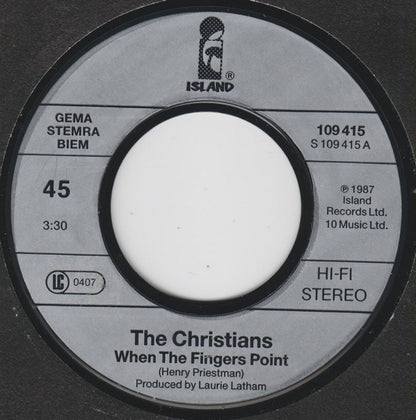 ®
ISLAND
GEMA
STEMRA
BIEM
109 415
S 109 415 A
45
3:30
℗ 1987
Island
Records Ltd.
10 Music Ltd.
LC 0407
HI-FI
STEREO
The Christians
When The Fingers Point
(Henry Priestman)
Produced by Laurie Latham